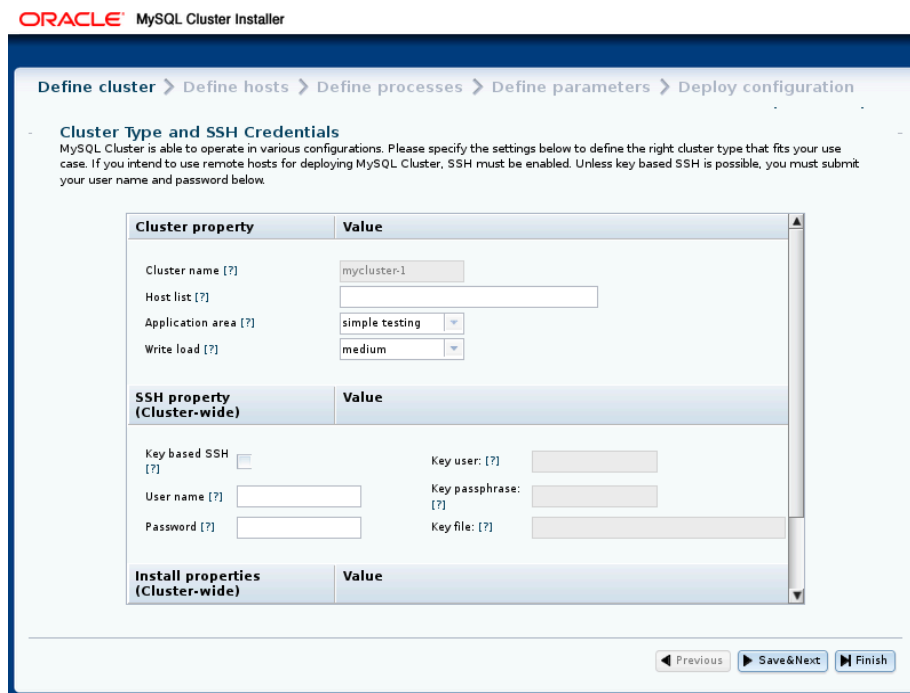 ORACLE® MySQL Cluster Installer
Define cluster > Define hosts > Define processes > Define parameters > Deploy configuration
Cluster Type and SSH Credentials
MySQL Cluster is able to operate in various configurations. Please specify the settings below to define the right cluster type that fits your use
case. If you intend to use remote hosts for deploying MySQL Cluster, SSH must be enabled. Unless key based SSH is possible, you must submit
your user name and password below.
Cluster property Value
Cluster name [?] mycluster-1
Host list [?]
Application area [?] simple testing
Write load [?] medium
SSH property Value
(Cluster-wide)
Key based SSH
[?]
Key user: [?]
User name [?]
Key passphrase:
[?]
Password [?]
Key file: [?]
Install properties Value
(Cluster-wide)
Previous Save&Next Finish